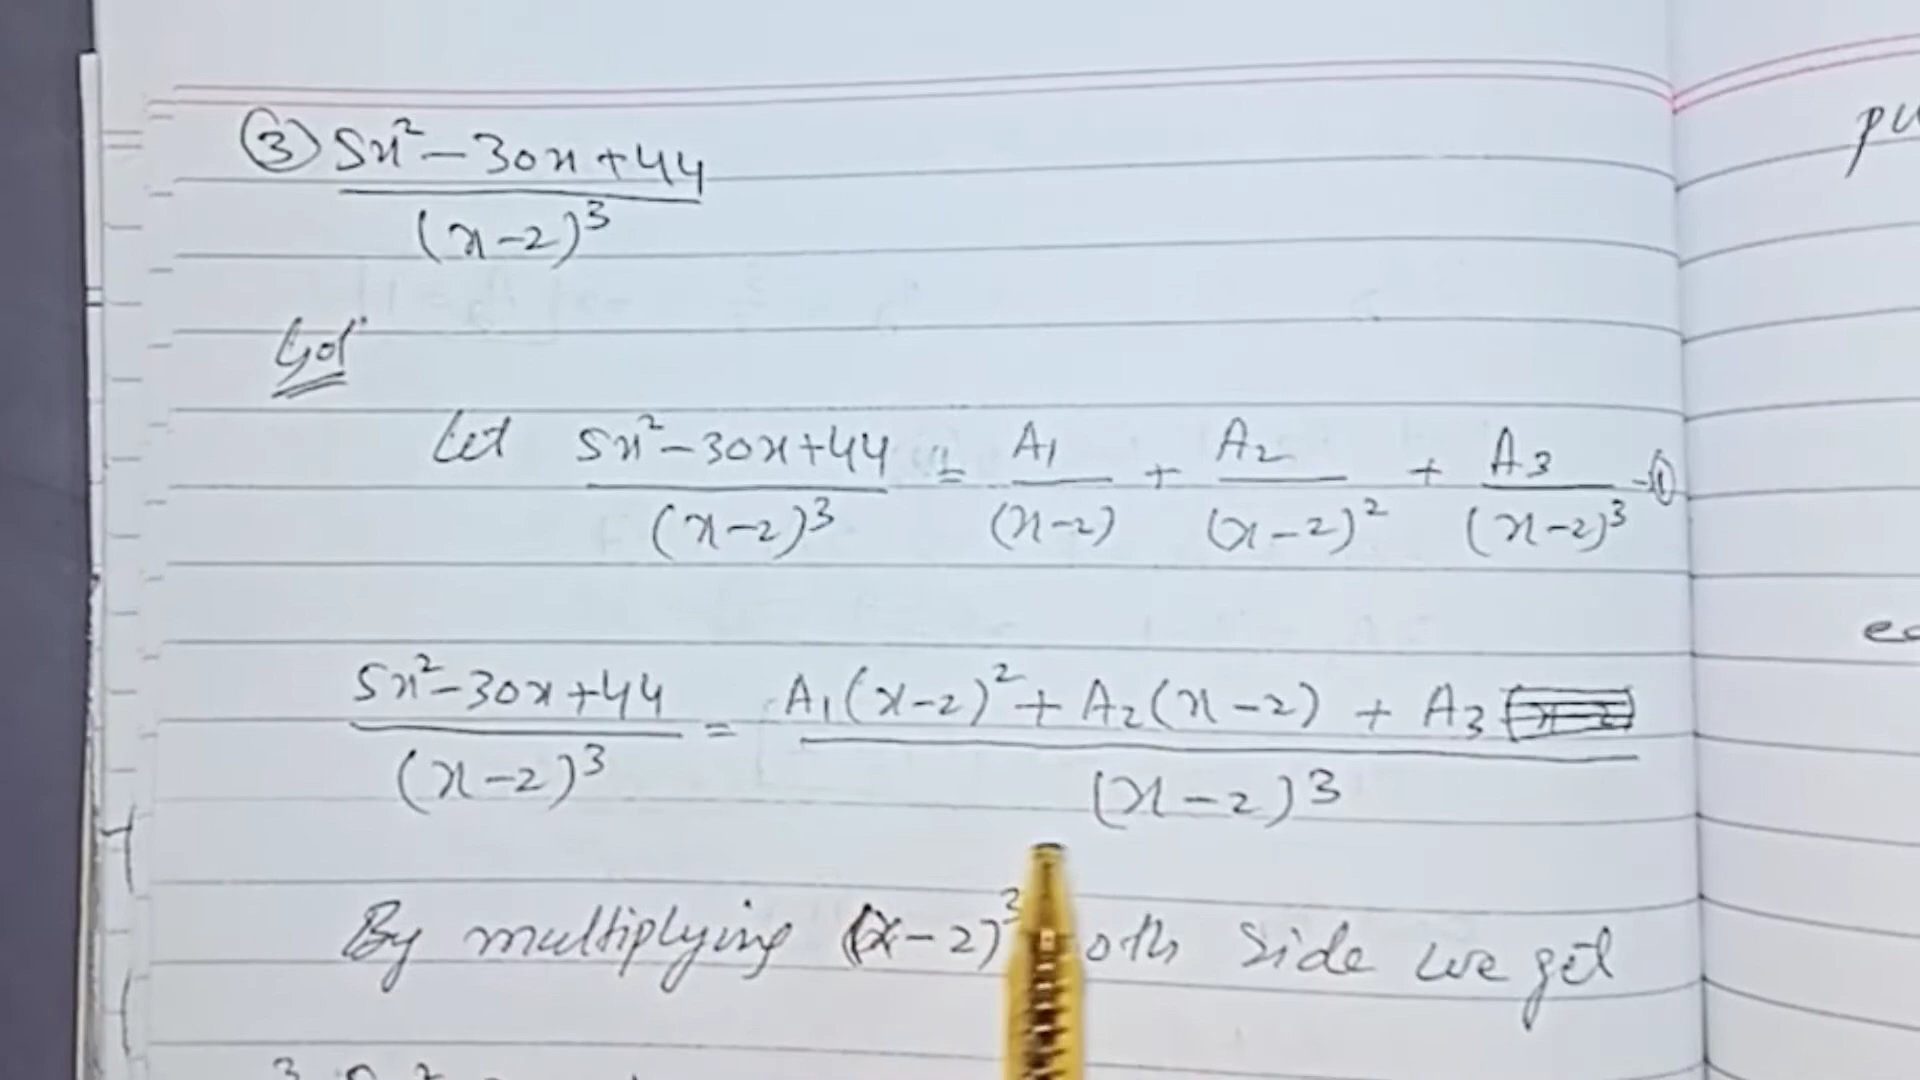 ③ 5x² - 30x + 44
(x-2)³
Sol
Let 5x² - 30x + 44 / (x-2)³ = A₁ / (x-2) + A₂ / (x-2)² + A₃ / (x-2)³ - ①
5x² - 30x + 44 / (x-2)³ = A₁(x-2)² + A₂(x-2) + A₃ / (x-2)³
By multiplying (x-2)³ oth side we get
pu